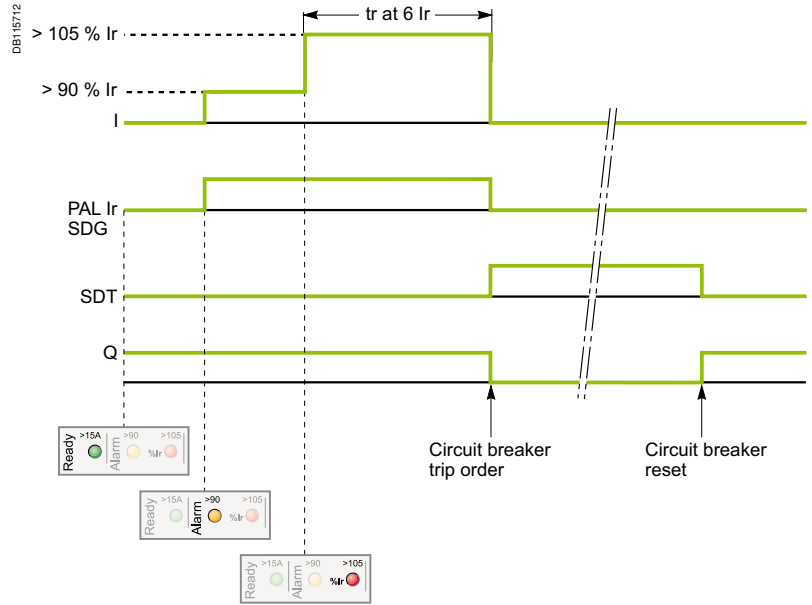 DB115712
tr at 6 Ir
> 105 % Ir
> 90 % Ir
I
PAL Ir
SDG
SDT
Q
Circuit breaker
trip order
Circuit breaker
reset
Ready
>15A
Alarm
>90
%Ir
>105
Ready
>15A
Alarm
>90
%Ir
>105
Ready
>15A
Alarm
>90
%Ir
>105